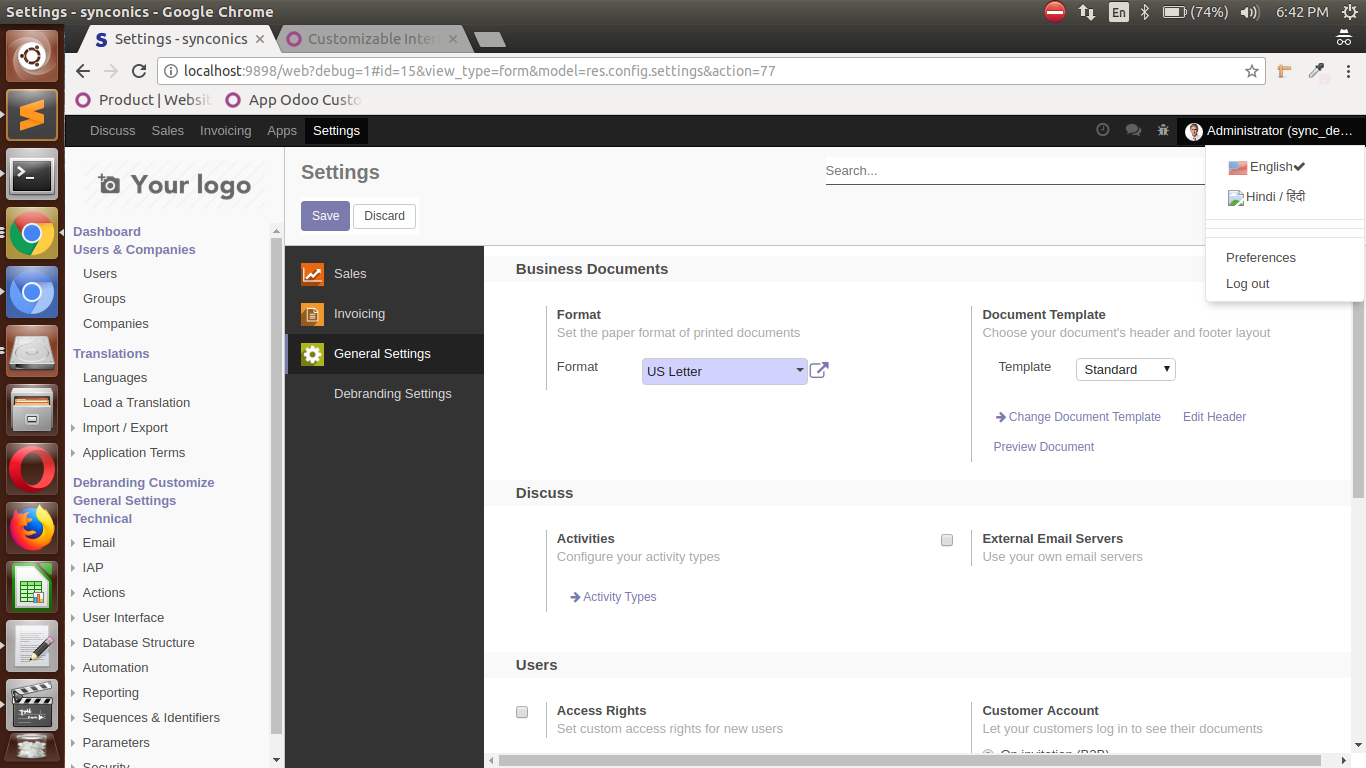 Settings - synconics - Google Chrome
En
(74%)
6:42 PM
Settings - synconics
Customizable Inter
localhost:9898/web?debug=1#id=15&view_type=form&model=res.config.settings&action=77
Product | Websit
App Odoo Custo
Discuss
Sales
Invoicing
Apps
Settings
Administrator (sync_de...
Your logo
Settings
Search...
English
Hindi / हिंदी
Save
Discard
Preferences
Log out
Dashboard
Users & Companies
Users
Groups
Companies
Translations
Languages
Load a Translation
Import / Export
Application Terms
Debranding Customize
General Settings
Technical
Email
IAP
Actions
User Interface
Database Structure
Automation
Reporting
Sequences & Identifiers
Parameters
Security
Sales
Invoicing
General Settings
Debranding Settings
Business Documents
Format
Set the paper format of printed documents
Format
US Letter
Document Template
Choose your document's header and footer layout
Template
Standard
Change Document Template
Edit Header
Preview Document
Discuss
Activities
Configure your activity types
Activity Types
External Email Servers
Use your own email servers
Users
Access Rights
Set custom access rights for new users
Customer Account
Let your customers log in to see their documents
On invitation (B2B)